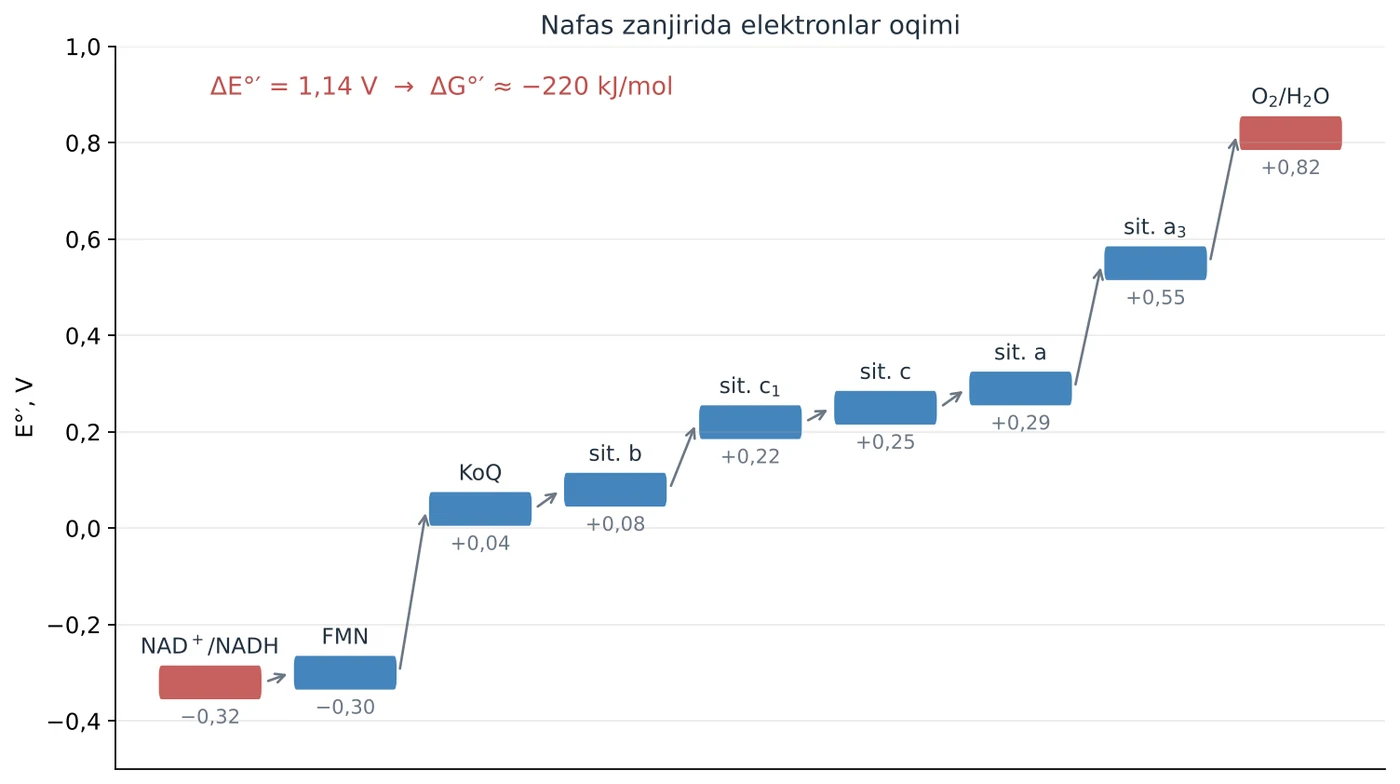 Nafas zanjirida elektronlar oqimi
ΔE°′ = 1,14 V → ΔG°′ ≈ −220 kJ/mol
E°′, V
1,0
0,8
0,6
0,4
0,2
0,0
−0,2
−0,4
NAD⁺/NADH
−0,32
FMN
−0,30
KoQ
+0,04
sit. b
+0,08
sit. c₁
+0,22
sit. c
+0,25
sit. a
+0,29
sit. a₃
+0,55
O₂/H₂O
+0,82